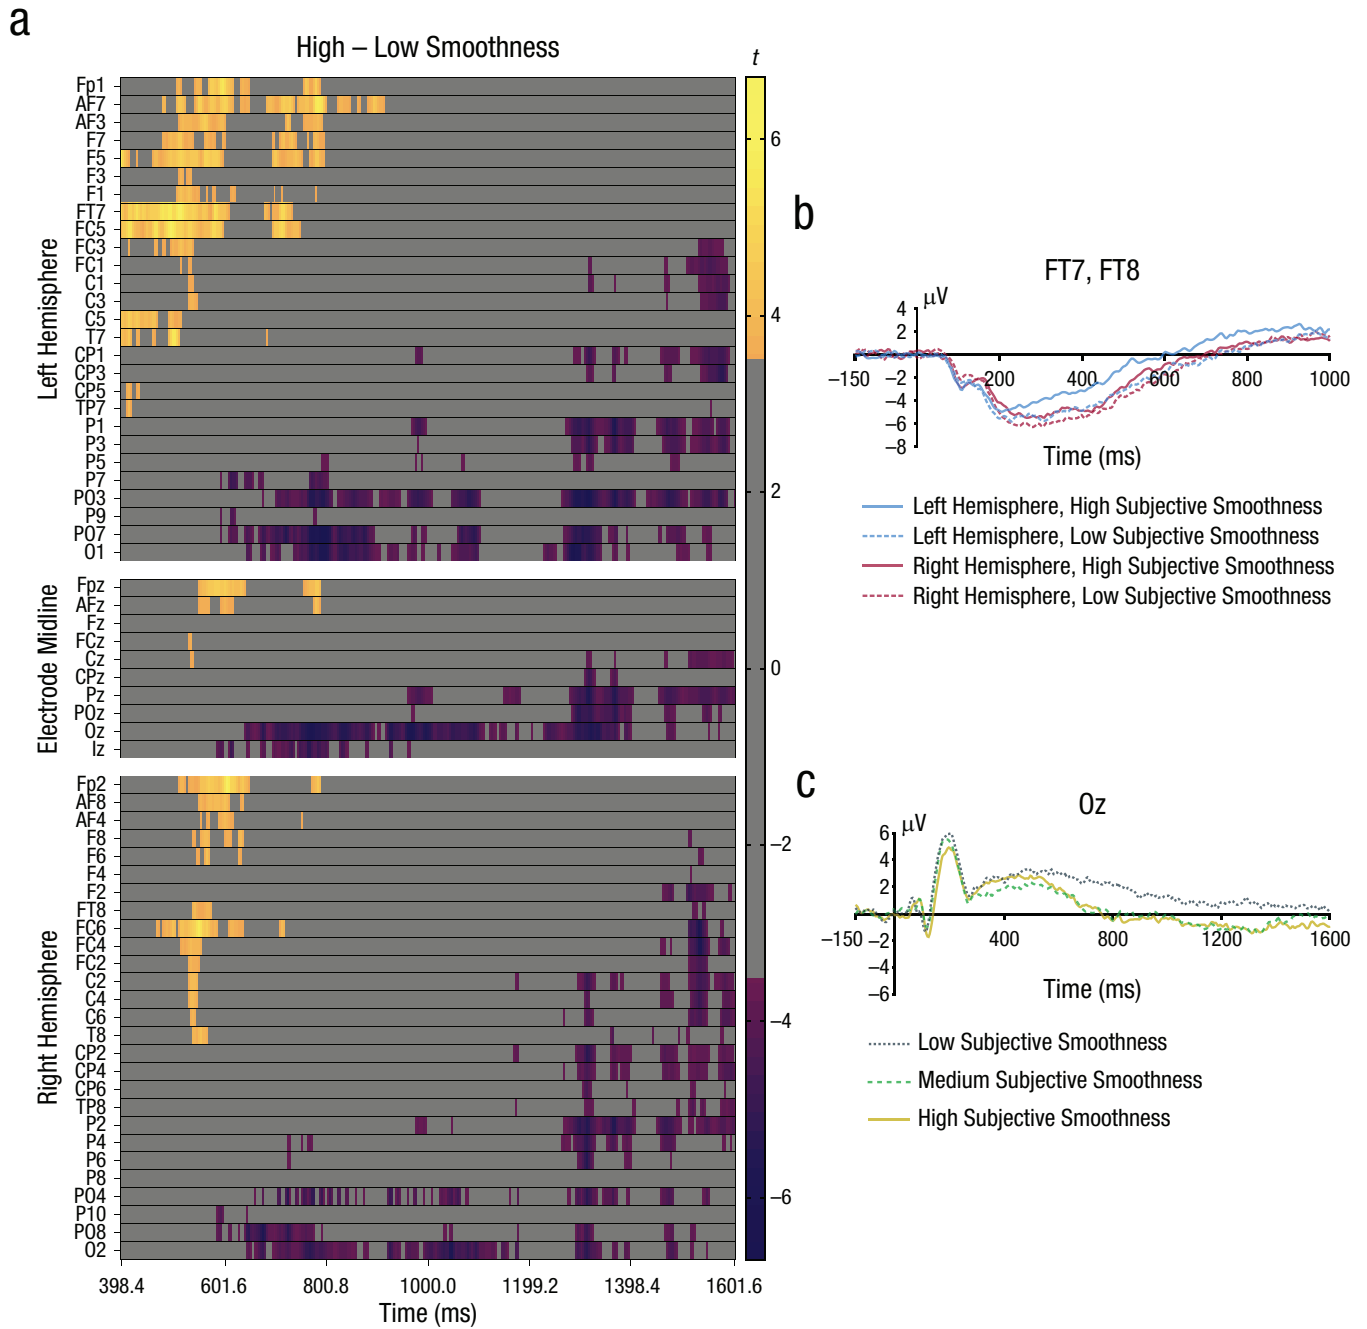 a
High – Low Smoothness
t
Left Hemisphere
Fp1
AF7
AF3
F7
F5
F3
F1
FT7
FC5
FC3
FC1
C1
C3
C5
T7
CP1
CP3
CP5
TP7
P1
P3
P5
P7
PO3
P9
PO7
O1
Electrode Midline
Fpz
AFz
Fz
FCz
Cz
CPz
Pz
POz
Oz
Iz
Right Hemisphere
Fp2
AF8
AF4
F8
F6
F4
F2
FT8
FC6
FC4
FC2
C2
C4
C6
T8
CP2
CP4
CP6
TP8
P2
P4
P6
P8
PO4
P10
PO8
O2
398.4 601.6 800.8 1000.0 1199.2 1398.4 1601.6
Time (ms)
6
4
2
0
–2
–4
–6
b
FT7, FT8
µV
4
2
–2
–4
–6
–8
–150 200 400 600 800 1000
Time (ms)
Left Hemisphere, High Subjective Smoothness
Left Hemisphere, Low Subjective Smoothness
Right Hemisphere, High Subjective Smoothness
Right Hemisphere, Low Subjective Smoothness
c
Oz
µV
6
4
2
–2
–4
–6
–150 400 800 1200 1600
Time (ms)
Low Subjective Smoothness
Medium Subjective Smoothness
High Subjective Smoothness